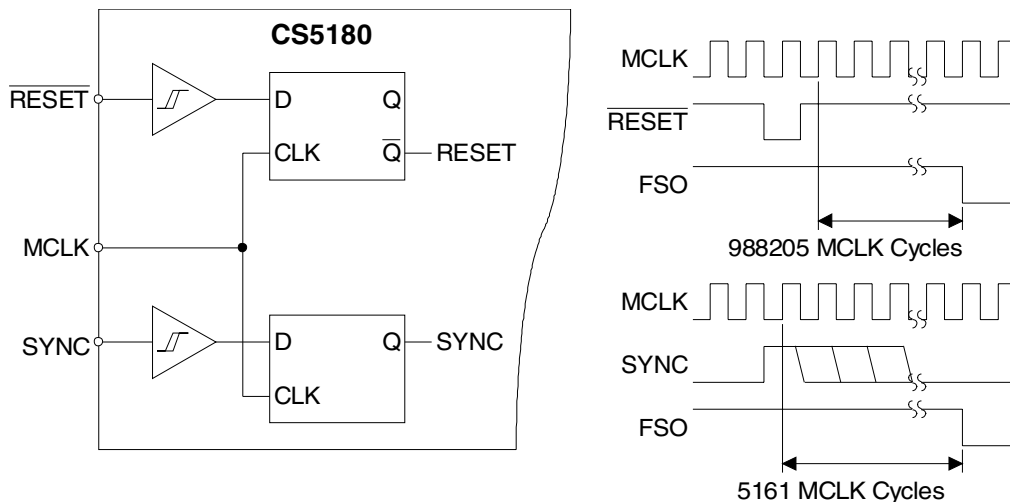 CS5180
RESET
D
Q
CLK
Q
RESET
MCLK
SYNC
D
Q
SYNC
CLK
MCLK
RESET
FSO
988205 MCLK Cycles
MCLK
SYNC
FSO
5161 MCLK Cycles